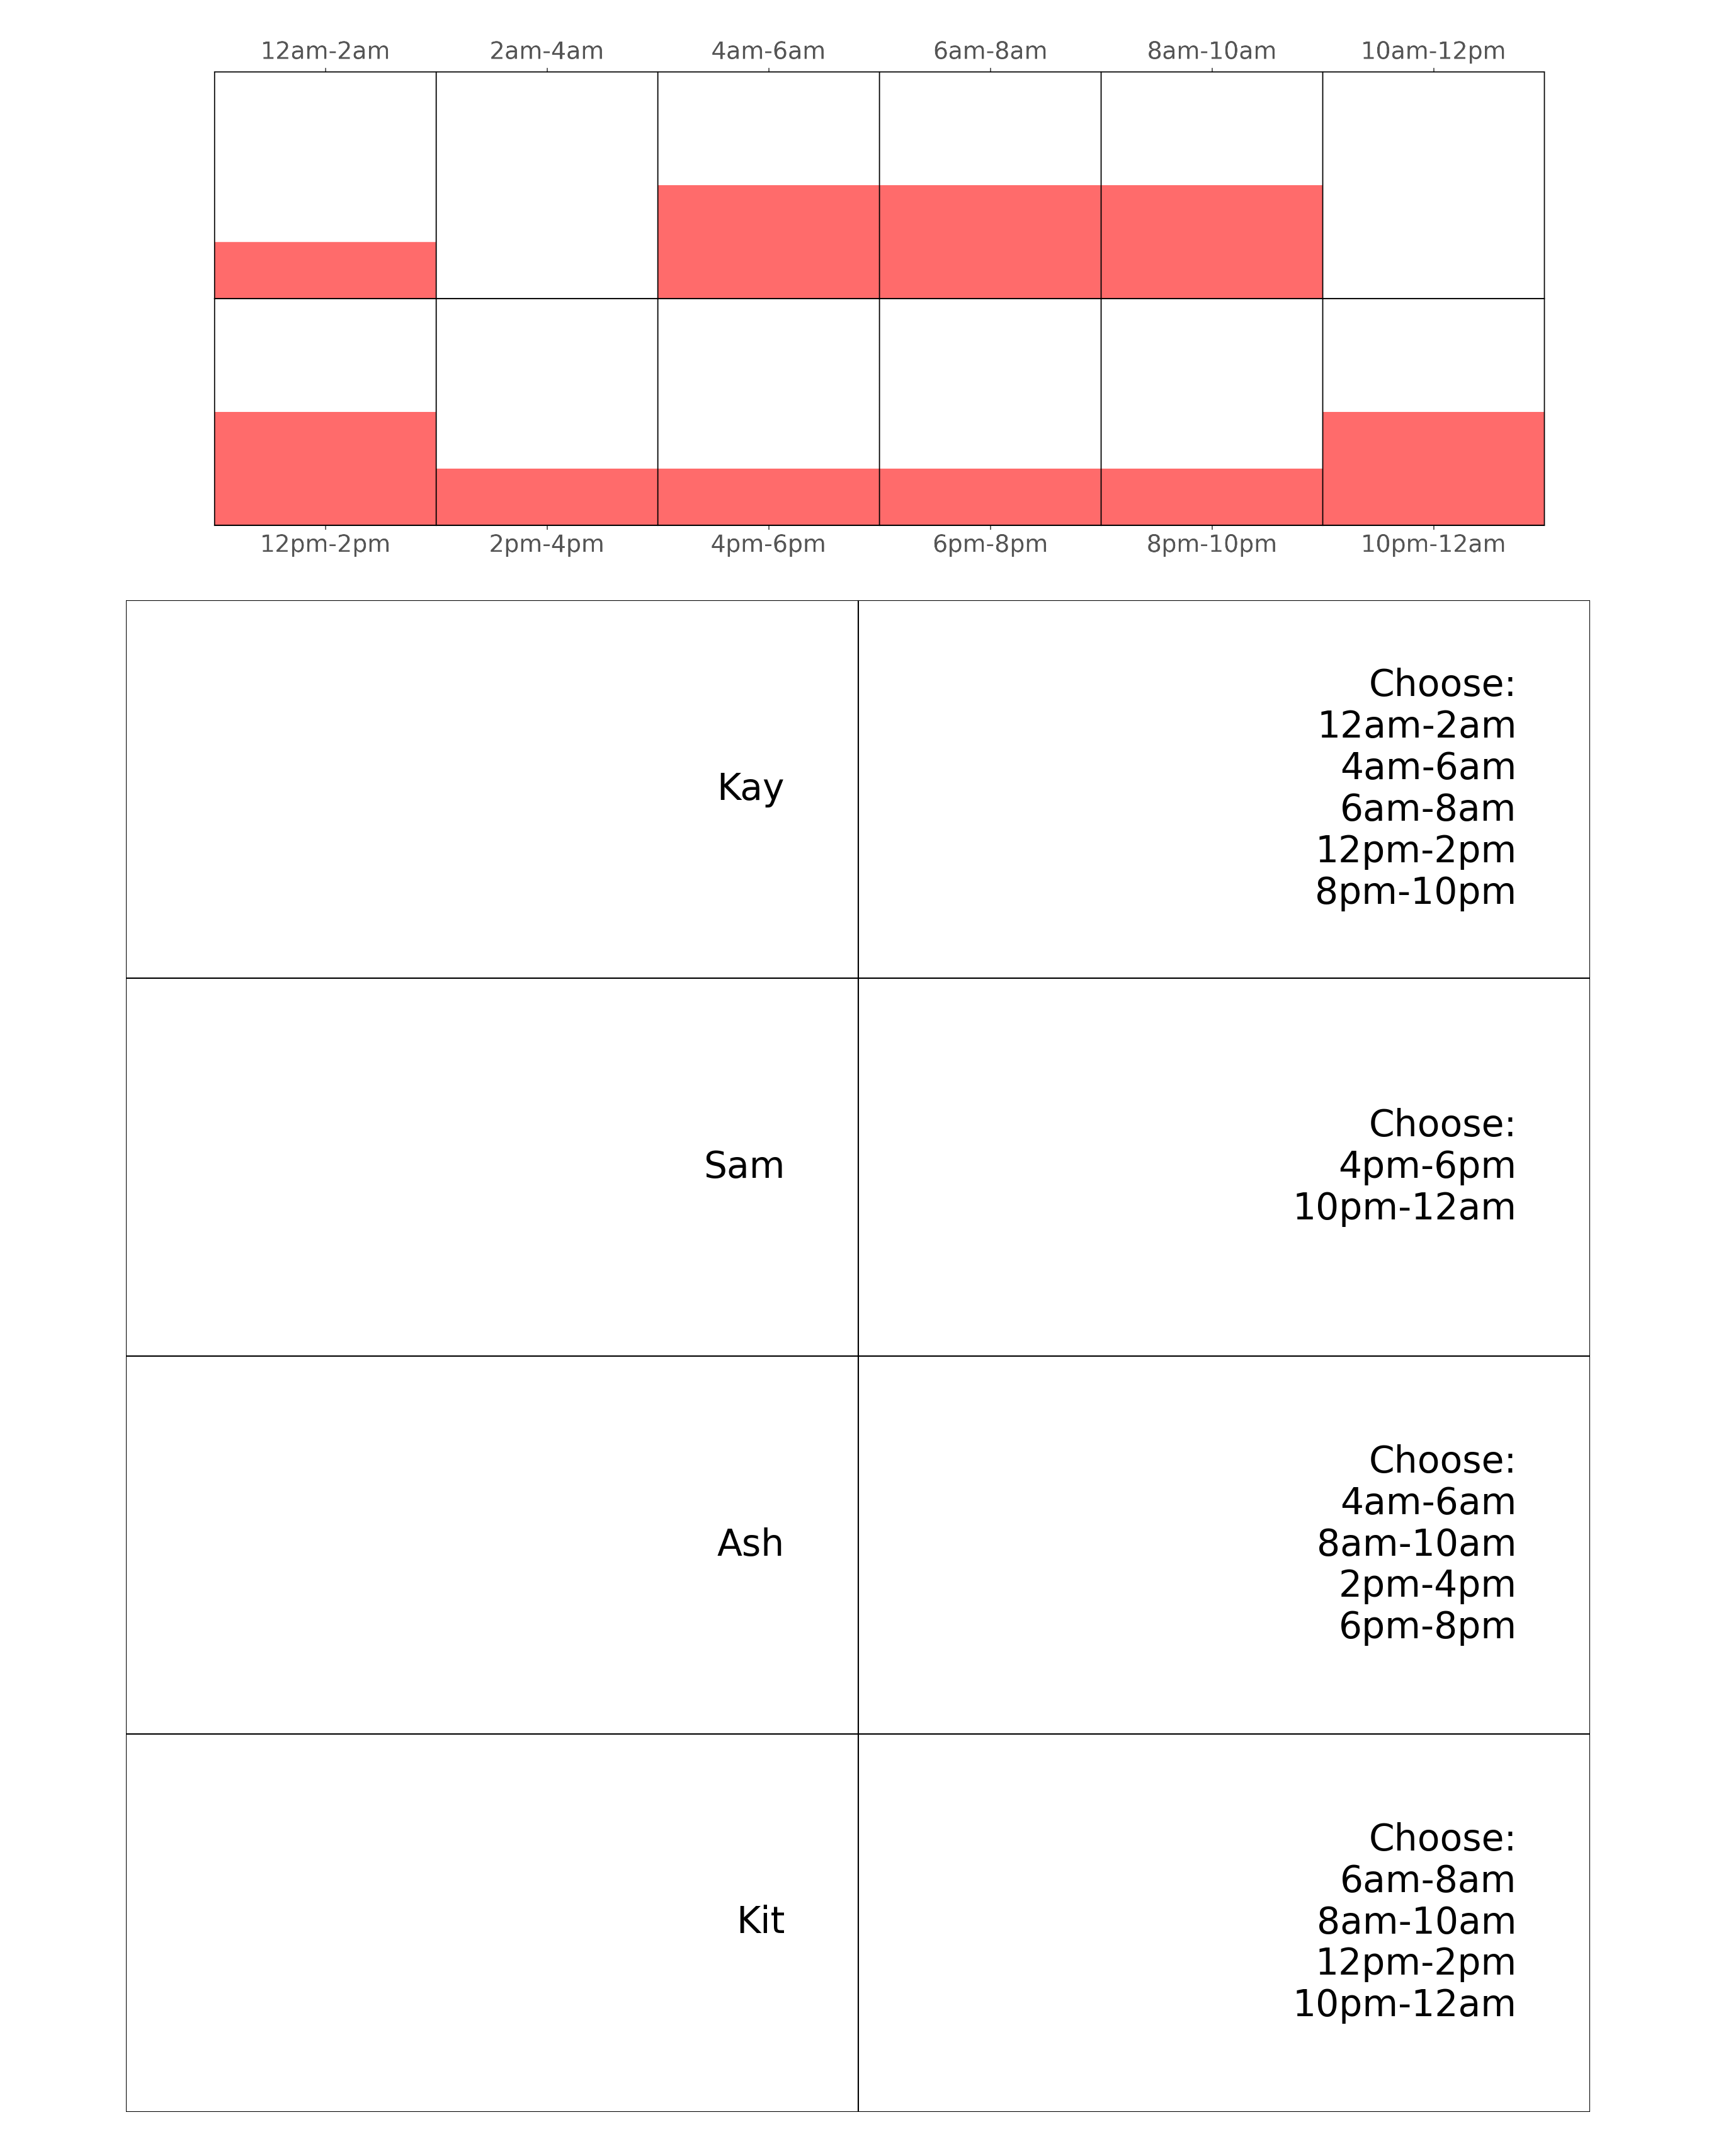 12am-2am 2am-4am 4am-6am 6am-8am 8am-10am 10am-12pm
12pm-2pm 2pm-4pm 4pm-6pm 6pm-8pm 8pm-10pm 10pm-12am
Kay
Choose:
12am-2am
4am-6am
6am-8am
12pm-2pm
8pm-10pm
Sam
Choose:
4pm-6pm
10pm-12am
Ash
Choose:
4am-6am
8am-10am
2pm-4pm
6pm-8pm
Kit
Choose:
6am-8am
8am-10am
12pm-2pm
10pm-12am